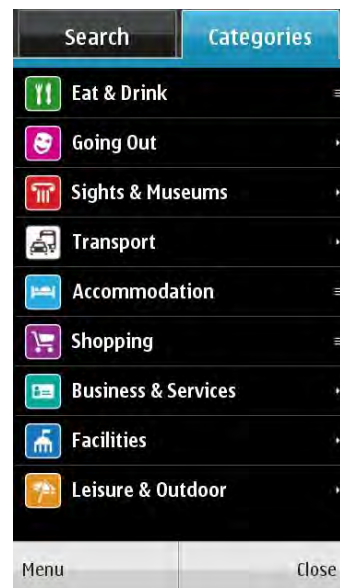 Search
Categories
Eat & Drink
Going Out
Sights & Museums
Transport
Accommodation
Shopping
Business & Services
Facilities
Leisure & Outdoor
Menu
Close